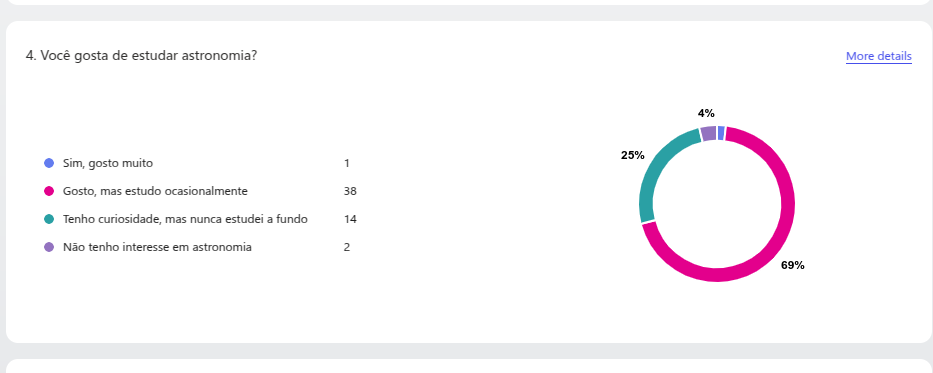 4. Você gosta de estudar astronomia?
More details
Sim, gosto muito 1
Gosto, mas estudo ocasionalmente 38
Tenho curiosidade, mas nunca estudei a fundo 14
Não tenho interesse em astronomia 2
4%
25%
69%